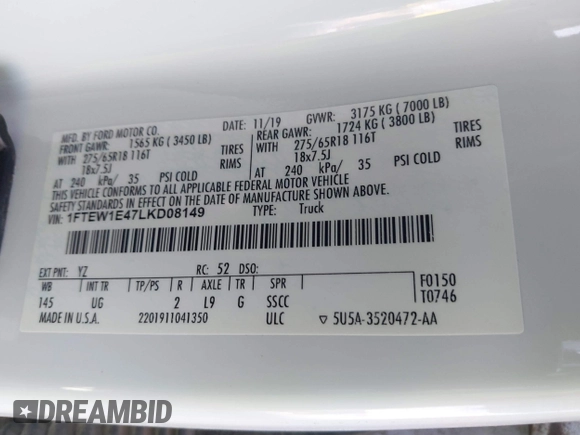 MFD. BY FORD MOTOR CO. DATE: 11/19 GVWR: 3175 KG ( 7000 LB)
FRONT GAWR: 1565 KG ( 3450 LB) REAR GAWR: 1724 KG ( 3800 LB)
WITH 275/65R18 116T TIRES WITH 275/65R18 116T TIRES
18x7.5J RIMS 18x7.5J RIMS
AT 240 kPa/ 35 PSI COLD AT 240 kPa/ 35 PSI COLD
THIS VEHICLE CONFORMS TO ALL APPLICABLE FEDERAL MOTOR VEHICLE
SAFETY STANDARDS IN EFFECT ON THE DATE OF MANUFACTURE SHOWN ABOVE.
VIN: 1FTEW1E47LKD08149 TYPE: Truck
EXT PNT: YZ RC: 52 DSO:
WB INT TR TP/PS R AXLE TR SPR F0150
145 UG 2 L9 G SSCC T0746
MADE IN U.S.A. 2201911041350 ULC ▽ 5U5A-3520472-AA
DREAMBID